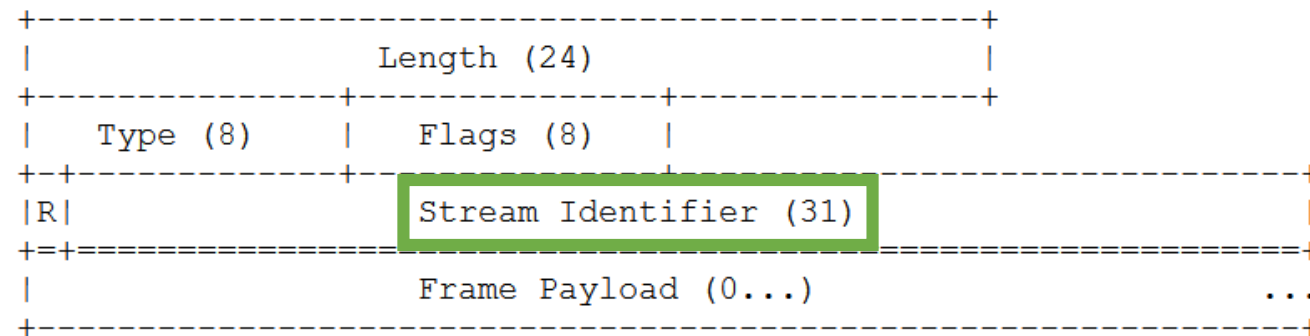 +-----------------------------------------------+
| Length (24) |
+---------------+---------------+---------------+
| Type (8) | Flags (8) |
+-+-------------+---------------+-------------------------------+
|R| Stream Identifier (31) |
+=+=============================================================+
| Frame Payload (0...) ...
+---------------------------------------------------------------+